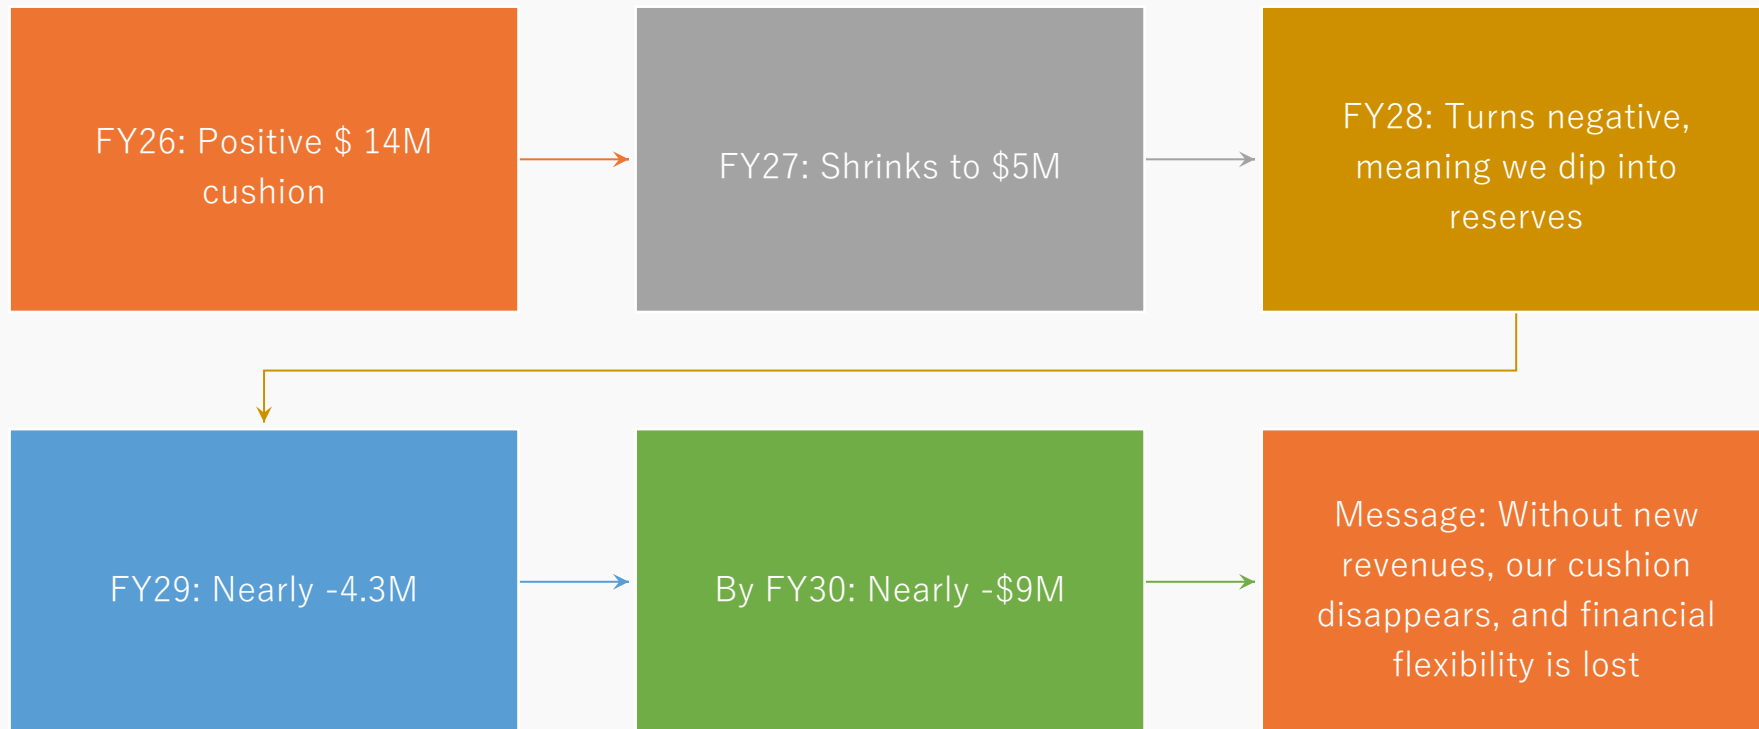 FY26: Positive $ 14M
cushion
FY27: Shrinks to $5M
FY28: Turns negative,
meaning we dip into
reserves
FY29: Nearly -4.3M
By FY30: Nearly -$9M
Message: Without new
revenues, our cushion
disappears, and financial
flexibility is lost